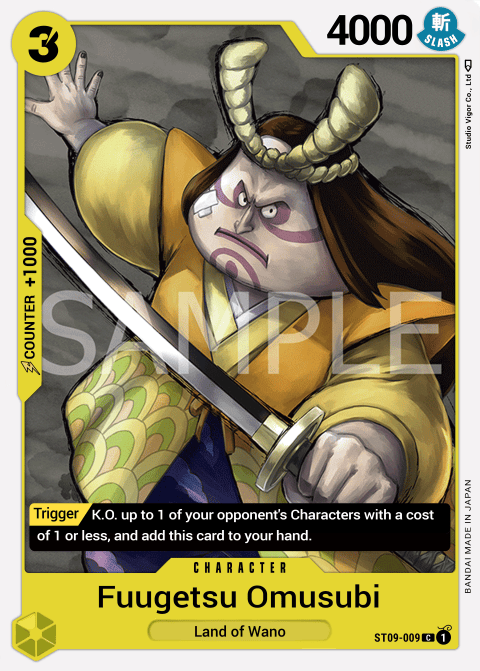 3
4000
斬
SLASH
Studio Vigor Co., Ltd
COUNTER +1000
SAMPLE
Trigger K.O. up to 1 of your opponent's Characters with a cost
of 1 or less, and add this card to your hand.
BANDAI MADE IN JAPAN
CHARACTER
Fuugetsu Omusubi
Land of Wano
ST09-009 C 1